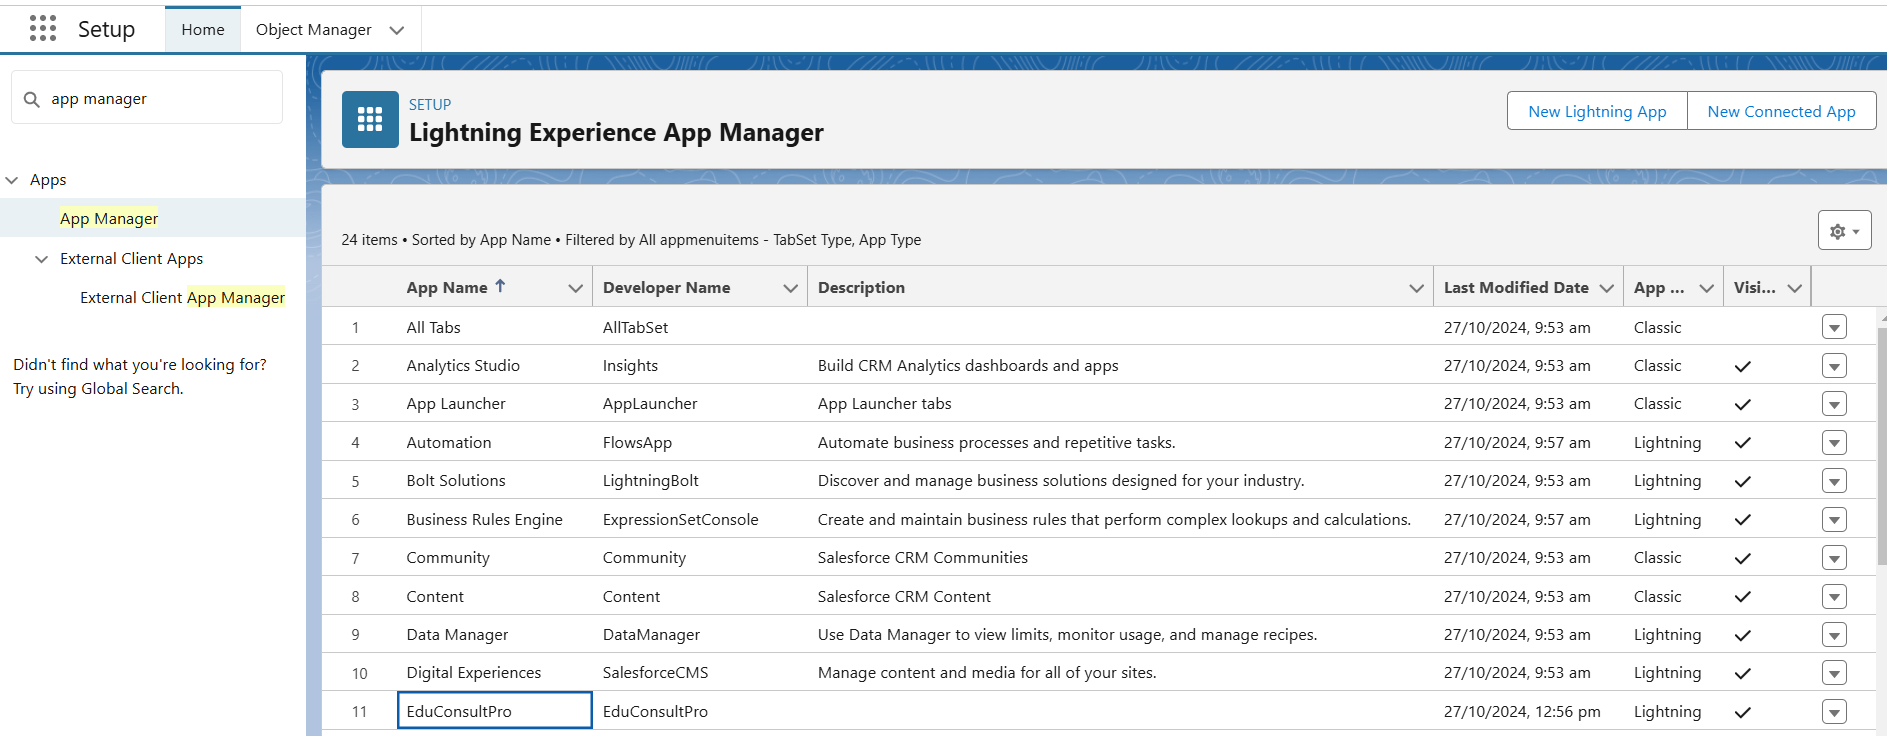 Setup Home Object Manager
app manager
Apps
App Manager
External Client Apps
External Client App Manager
Didn't find what you're looking for?
Try using Global Search.
SETUP
Lightning Experience App Manager
New Lightning App New Connected App
24 items • Sorted by App Name • Filtered by All appmenuitems - TabSet Type, App Type
App Name Developer Name Description Last Modified Date App ... Visi...
1 All Tabs AllTabSet 27/10/2024, 9:53 am Classic
2 Analytics Studio Insights Build CRM Analytics dashboards and apps 27/10/2024, 9:53 am Classic
3 App Launcher AppLauncher App Launcher tabs 27/10/2024, 9:53 am Classic
4 Automation FlowsApp Automate business processes and repetitive tasks. 27/10/2024, 9:57 am Lightning
5 Bolt Solutions LightningBolt Discover and manage business solutions designed for your industry. 27/10/2024, 9:53 am Lightning
6 Business Rules Engine ExpressionSetConsole Create and maintain business rules that perform complex lookups and calculations. 27/10/2024, 9:57 am Lightning
7 Community Community Salesforce CRM Communities 27/10/2024, 9:53 am Classic
8 Content Content Salesforce CRM Content 27/10/2024, 9:53 am Classic
9 Data Manager DataManager Use Data Manager to view limits, monitor usage, and manage recipes. 27/10/2024, 9:53 am Lightning
10 Digital Experiences SalesforceCMS Manage content and media for all of your sites. 27/10/2024, 9:53 am Lightning
11 EduConsultPro EduConsultPro 27/10/2024, 12:56 pm Lightning